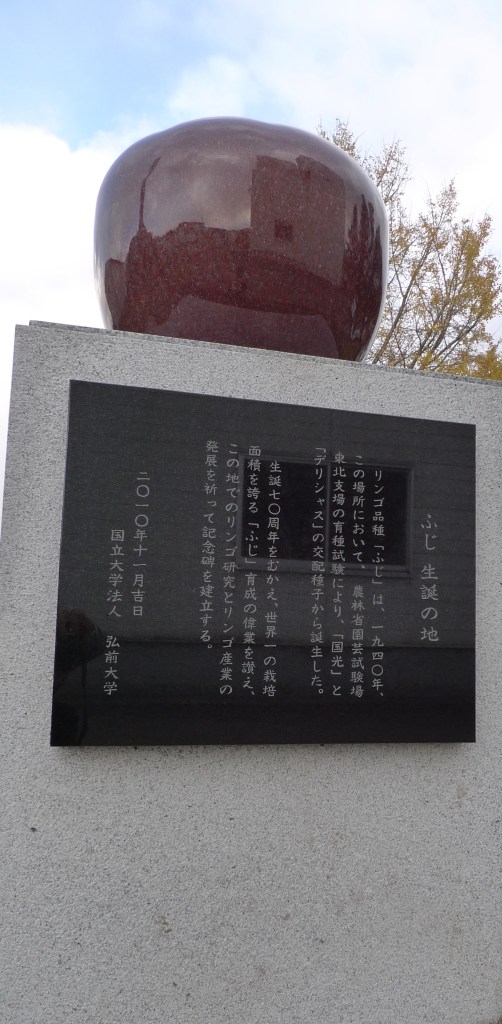 ふじ 生誕の地
リンゴ品種「ふじ」は、一九四〇年、
この場所において、農林省園芸試験場
東北支場の育種試験により、「国光」と
「デリシャス」の交配種子から誕生した。
生誕七〇周年をむかえ、世界一の栽培
面積を誇る「ふじ」育成の偉業を讃え、
この地でのリンゴ研究とリンゴ産業の
発展を祈って記念碑を建立する。
二〇一〇年十一月吉日
国立大学法人 弘前大学